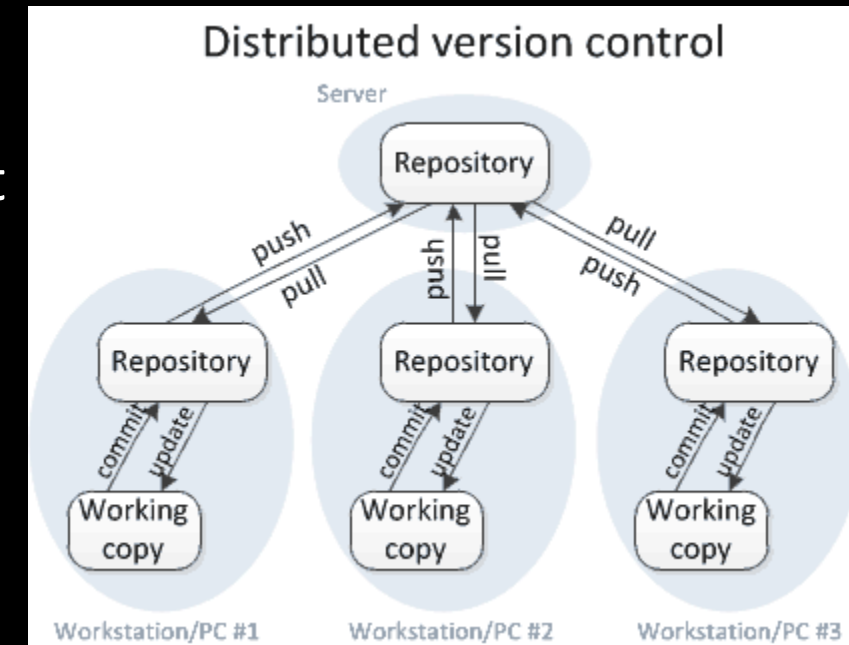 Distributed version control
Server
Repository
t
push
pull
push
pull
pull
push
Repository
Repository
Repository
commit
update
commit
update
commit
update
Working
copy
Working
copy
Working
copy
Workstation/PC #1
Workstation/PC #2
Workstation/PC #3